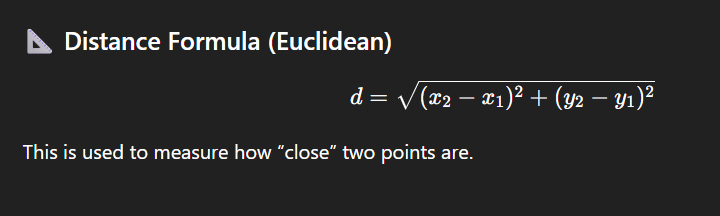 📐 Distance Formula (Euclidean)
d = √(x₂ − x₁)² + (y₂ − y₁)²
This is used to measure how “close” two points are.